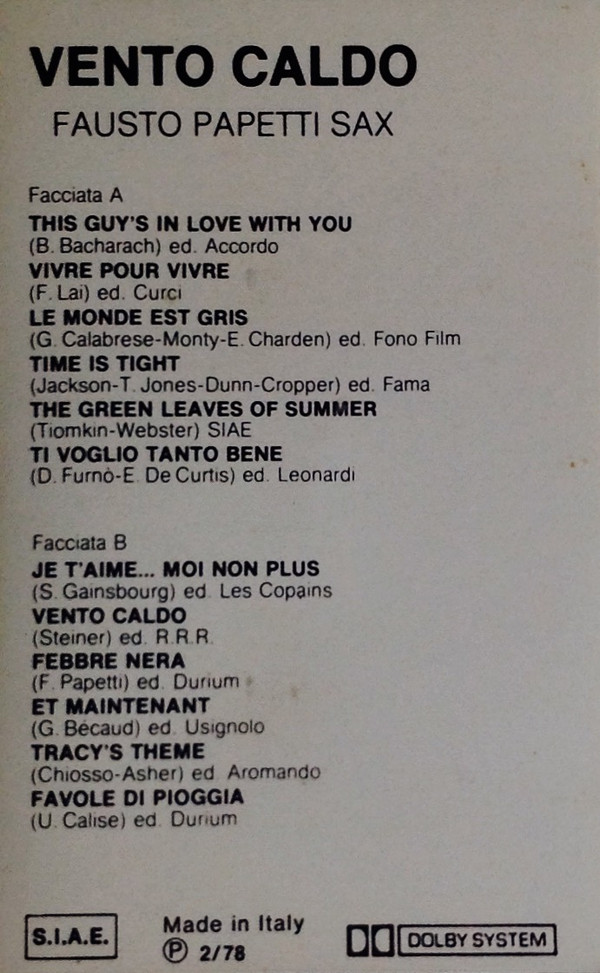 VENTO CALDO
FAUSTO PAPETTI SAX
Facciata A
THIS GUY'S IN LOVE WITH YOU
(B. Bacharach) ed. Accordo
VIVRE POUR VIVRE
(F. Lai) ed. Curci
LE MONDE EST GRIS
(G. Calabrese-Monty-E. Charden) ed. Fono Film
TIME IS TIGHT
(Jackson-T. Jones-Dunn-Cropper) ed. Fama
THE GREEN LEAVES OF SUMMER
(Tiomkin-Webster) SIAE
TI VOGLIO TANTO BENE
(D. Furnò-E. De Curtis) ed. Leonardi
Facciata B
JE T'AIME... MOI NON PLUS
(S. Gainsbourg) ed. Les Copains
VENTO CALDO
(Steiner) ed. R.R.R.
FEBBRE NERA
(F. Papetti) ed. Durium
ET MAINTENANT
(G. Bécaud) ed. Usignolo
TRACY'S THEME
(Chiosso-Asher) ed. Aromando
FAVOLE DI PIOGGIA
(U. Calise) ed. Durium
S.I.A.E.
Made in Italy
Ⓟ 2/78
DOLBY SYSTEM